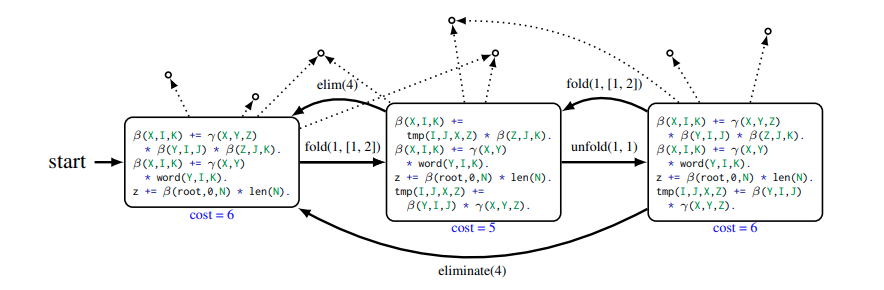 elim(4)
fold(1, [1, 2])
start
β(X,I,K) += γ(X,Y,Z)
* β(Y,I,J) * β(Z,J,K).
β(X,I,K) += γ(X,Y)
* word(Y,I,K).
z += β(root,0,N) * len(N).
cost = 6
fold(1, [1, 2])
β(X,I,K) +=
tmp(I,J,X,Z) * β(Z,J,K).
β(X,I,K) += γ(X,Y)
* word(Y,I,K).
z += β(root,0,N) * len(N).
tmp(I,J,X,Z) +=
β(Y,I,J) * γ(X,Y,Z).
cost = 5
unfold(1, 1)
β(X,I,K) += γ(X,Y,Z)
* β(Y,I,J) * β(Z,J,K).
β(X,I,K) += γ(X,Y)
* word(Y,I,K).
z += β(root,0,N) * len(N).
tmp(I,J,X,Z) += β(Y,I,J)
* γ(X,Y,Z).
cost = 6
eliminate(4)